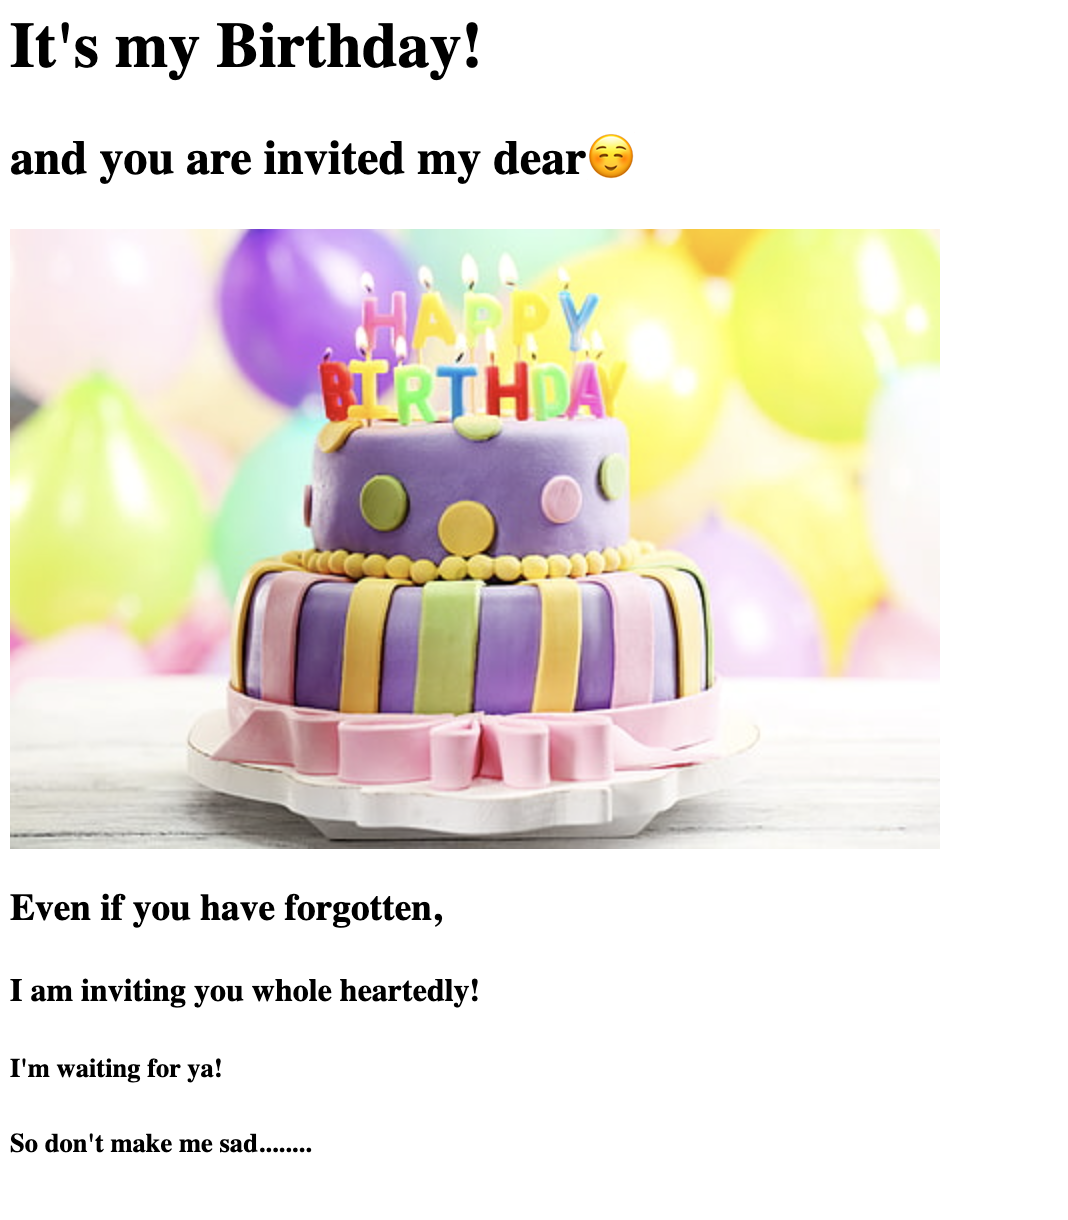 It's my Birthday!
and you are invited my dear☺️
HAPPY
BIRTHDAY
Even if you have forgotten,
I am inviting you whole heartedly!
I'm waiting for ya!
So don't make me sad........